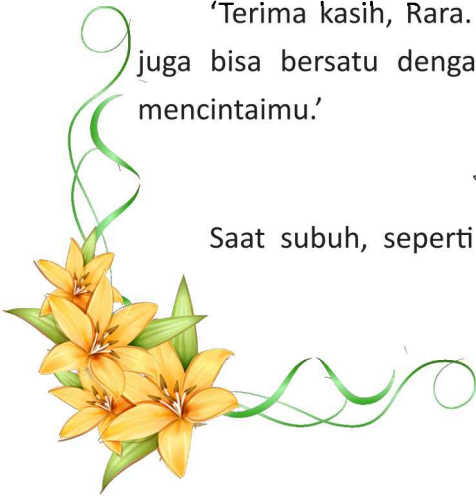 ‘Terima kasih, Rara.
juga bisa bersatu denga
mencintaimu.’
Saat subuh, seperti